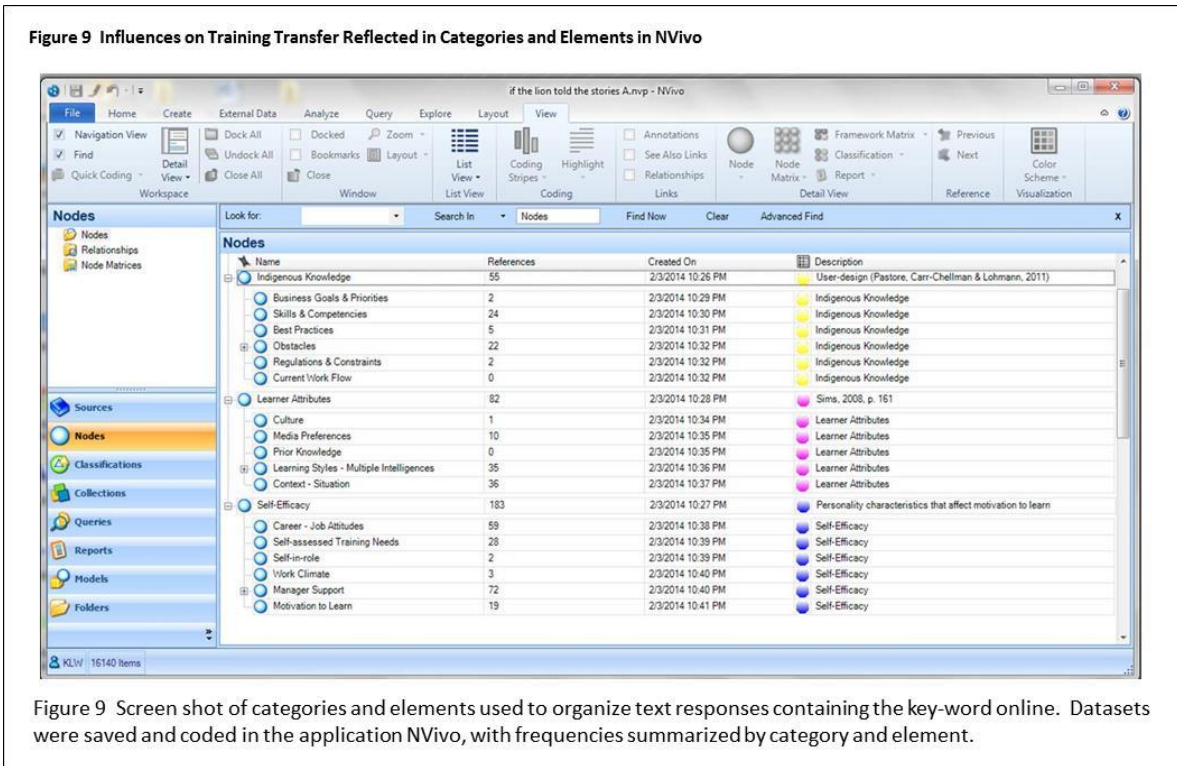 Figure 9 Influences on Training Transfer Reflected in Categories and Elements in NVivo
if the lion told the stories A.nvp - NVivo
File Home Create External Data Analyze Query Explore Layout View
Navigation View Dock All Docked Zoom Annotations Framework Matrix Previous
Find Undock All Bookmarks Layout See Also Links Classification Next
Quick Coding Detail View Close All Close List View Coding Stripes Highlight Relationships Node Node Matrix Report Color Scheme
Workspace Window List View Coding Links Detail View Reference Visualization
Nodes Look for: Search In Nodes Find Now Clear Advanced Find x
Nodes
Relationships
Node Matrices
Sources
Nodes
Classifications
Collections
Queries
Reports
Models
Folders
Nodes
Name References Created On Description
Indigenous Knowledge 55 2/3/2014 10:26 PM User-design (Pastore, Carr-Chellman & Lohmann, 2011)
Business Goals & Priorities 2 2/3/2014 10:29 PM Indigenous Knowledge
Skills & Competencies 24 2/3/2014 10:30 PM Indigenous Knowledge
Best Practices 5 2/3/2014 10:31 PM Indigenous Knowledge
Obstacles 22 2/3/2014 10:32 PM Indigenous Knowledge
Regulations & Constraints 2 2/3/2014 10:32 PM Indigenous Knowledge
Current Work Flow 0 2/3/2014 10:32 PM Indigenous Knowledge
Learner Attributes 82 2/3/2014 10:28 PM Sims, 2008, p. 161
Culture 1 2/3/2014 10:34 PM Learner Attributes
Media Preferences 10 2/3/2014 10:35 PM Learner Attributes
Prior Knowledge 0 2/3/2014 10:35 PM Learner Attributes
Learning Styles - Multiple Intelligences 35 2/3/2014 10:36 PM Learner Attributes
Context - Situation 36 2/3/2014 10:37 PM Learner Attributes
Self-Efficacy 183 2/3/2014 10:27 PM Personality characteristics that affect motivation to learn
Career - Job Attitudes 59 2/3/2014 10:38 PM Self-Efficacy
Self-assessed Training Needs 28 2/3/2014 10:39 PM Self-Efficacy
Self-in-role 2 2/3/2014 10:39 PM Self-Efficacy
Work Climate 3 2/3/2014 10:40 PM Self-Efficacy
Manager Support 72 2/3/2014 10:40 PM Self-Efficacy
Motivation to Learn 19 2/3/2014 10:41 PM Self-Efficacy
KLW 16140 Items
Figure 9 Screen shot of categories and elements used to organize text responses containing the key-word online. Datasets
were saved and coded in the application NVivo, with frequencies summarized by category and element.